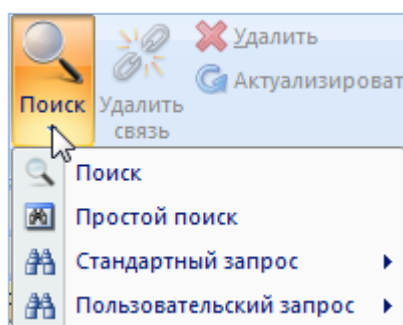 Поиск
Удалить
связь
Удалить
Актуализироват
Поиск
Простой поиск
Стандартный запрос
Пользовательский запрос